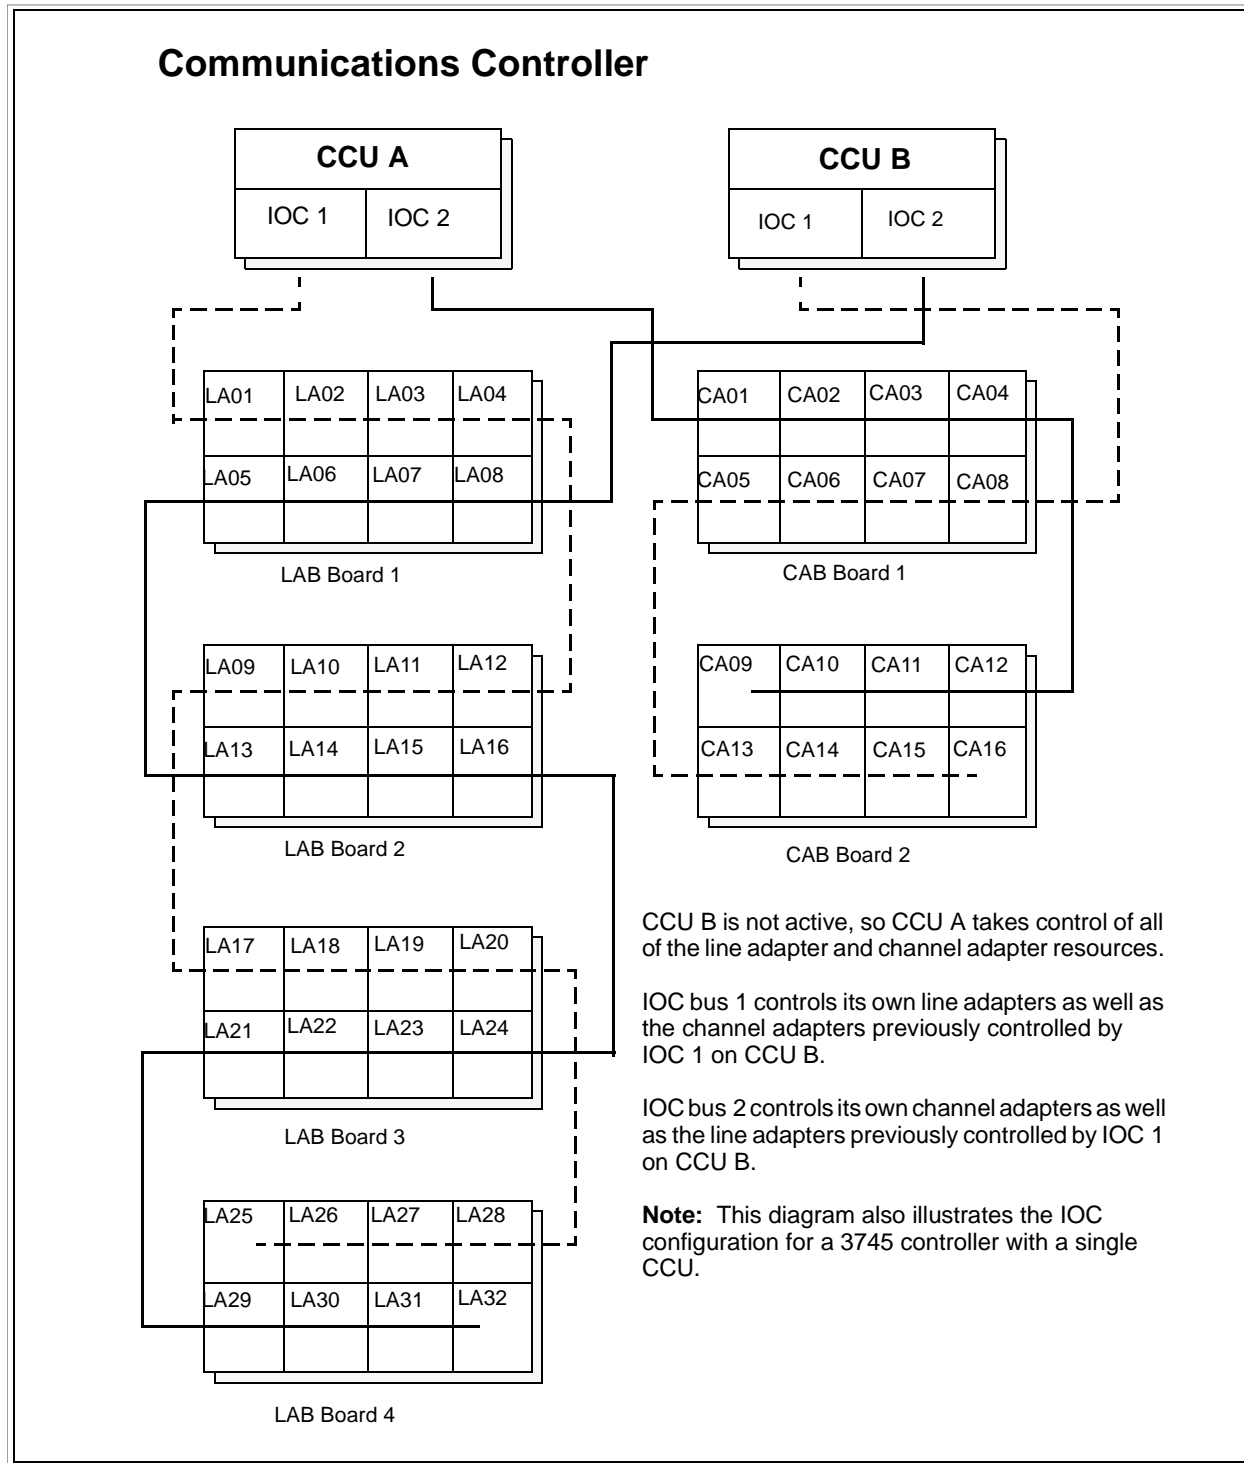 Communications Controller
CCU A
IOC 1
IOC 2
CCU B
IOC 1
IOC 2
LA01 LA02 LA03 LA04
LA05 LA06 LA07 LA08
LAB Board 1
CA01 CA02 CA03 CA04
CA05 CA06 CA07 CA08
CAB Board 1
LA09 LA10 LA11 LA12
LA13 LA14 LA15 LA16
LAB Board 2
CA09 CA10 CA11 CA12
CA13 CA14 CA15 CA16
CAB Board 2
LA17 LA18 LA19 LA20
LA21 LA22 LA23 LA24
LAB Board 3
LA25 LA26 LA27 LA28
LA29 LA30 LA31 LA32
LAB Board 4
CCU B is not active, so CCU A takes control of all
of the line adapter and channel adapter resources.
IOC bus 1 controls its own line adapters as well as
the channel adapters previously controlled by
IOC 1 on CCU B.
IOC bus 2 controls its own channel adapters as well
as the line adapters previously controlled by IOC 1
on CCU B.
Note: This diagram also illustrates the IOC
configuration for a 3745 controller with a single
CCU.